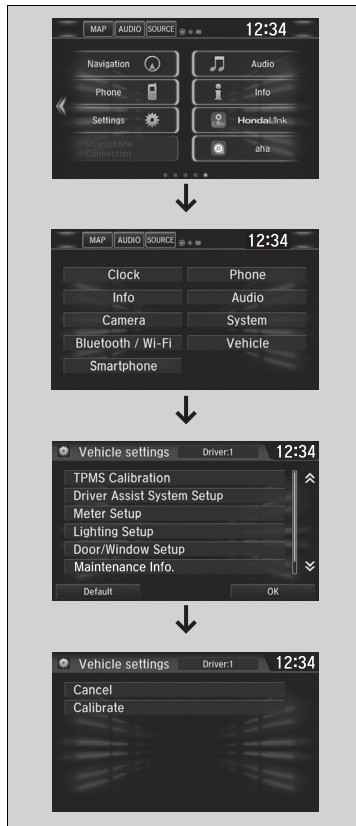 MAP AUDIO SOURCE 12:34
Navigation Audio
Phone Info
Settings HondaLink
Smartphone
Connection
aha
MAP AUDIO SOURCE 12:34
Clock Phone
Info Audio
Camera System
Bluetooth / Wi-Fi Vehicle
Smartphone
Vehicle settings Driver:1 12:34
TPMS Calibration
Driver Assist System Setup
Meter Setup
Lighting Setup
Door/Window Setup
Maintenance Info.
Default OK
Vehicle settings Driver:1 12:34
Cancel
Calibrate